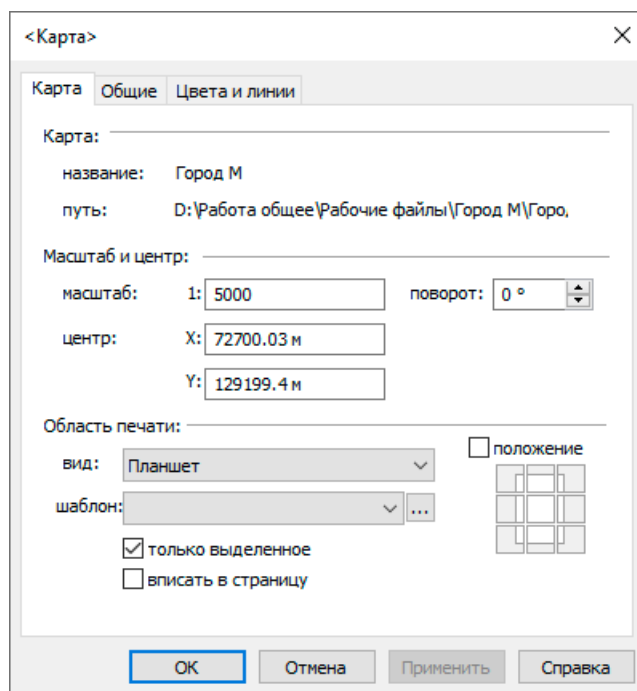 <Карта>
Карта Общие Цвета и линии
Карта:
название: Город М
путь: D:\Работа общее\Рабочие файлы\Город М\Горо,
Масштаб и центр:
масштаб: 1: 5000 поворот: 0 °
центр: X: 72700.03 м
Y: 129199.4 м
Область печати:
положение
вид: Планшет
шаблон: ...
только выделенное
вписать в страницу
ОК Отмена Применить Справка